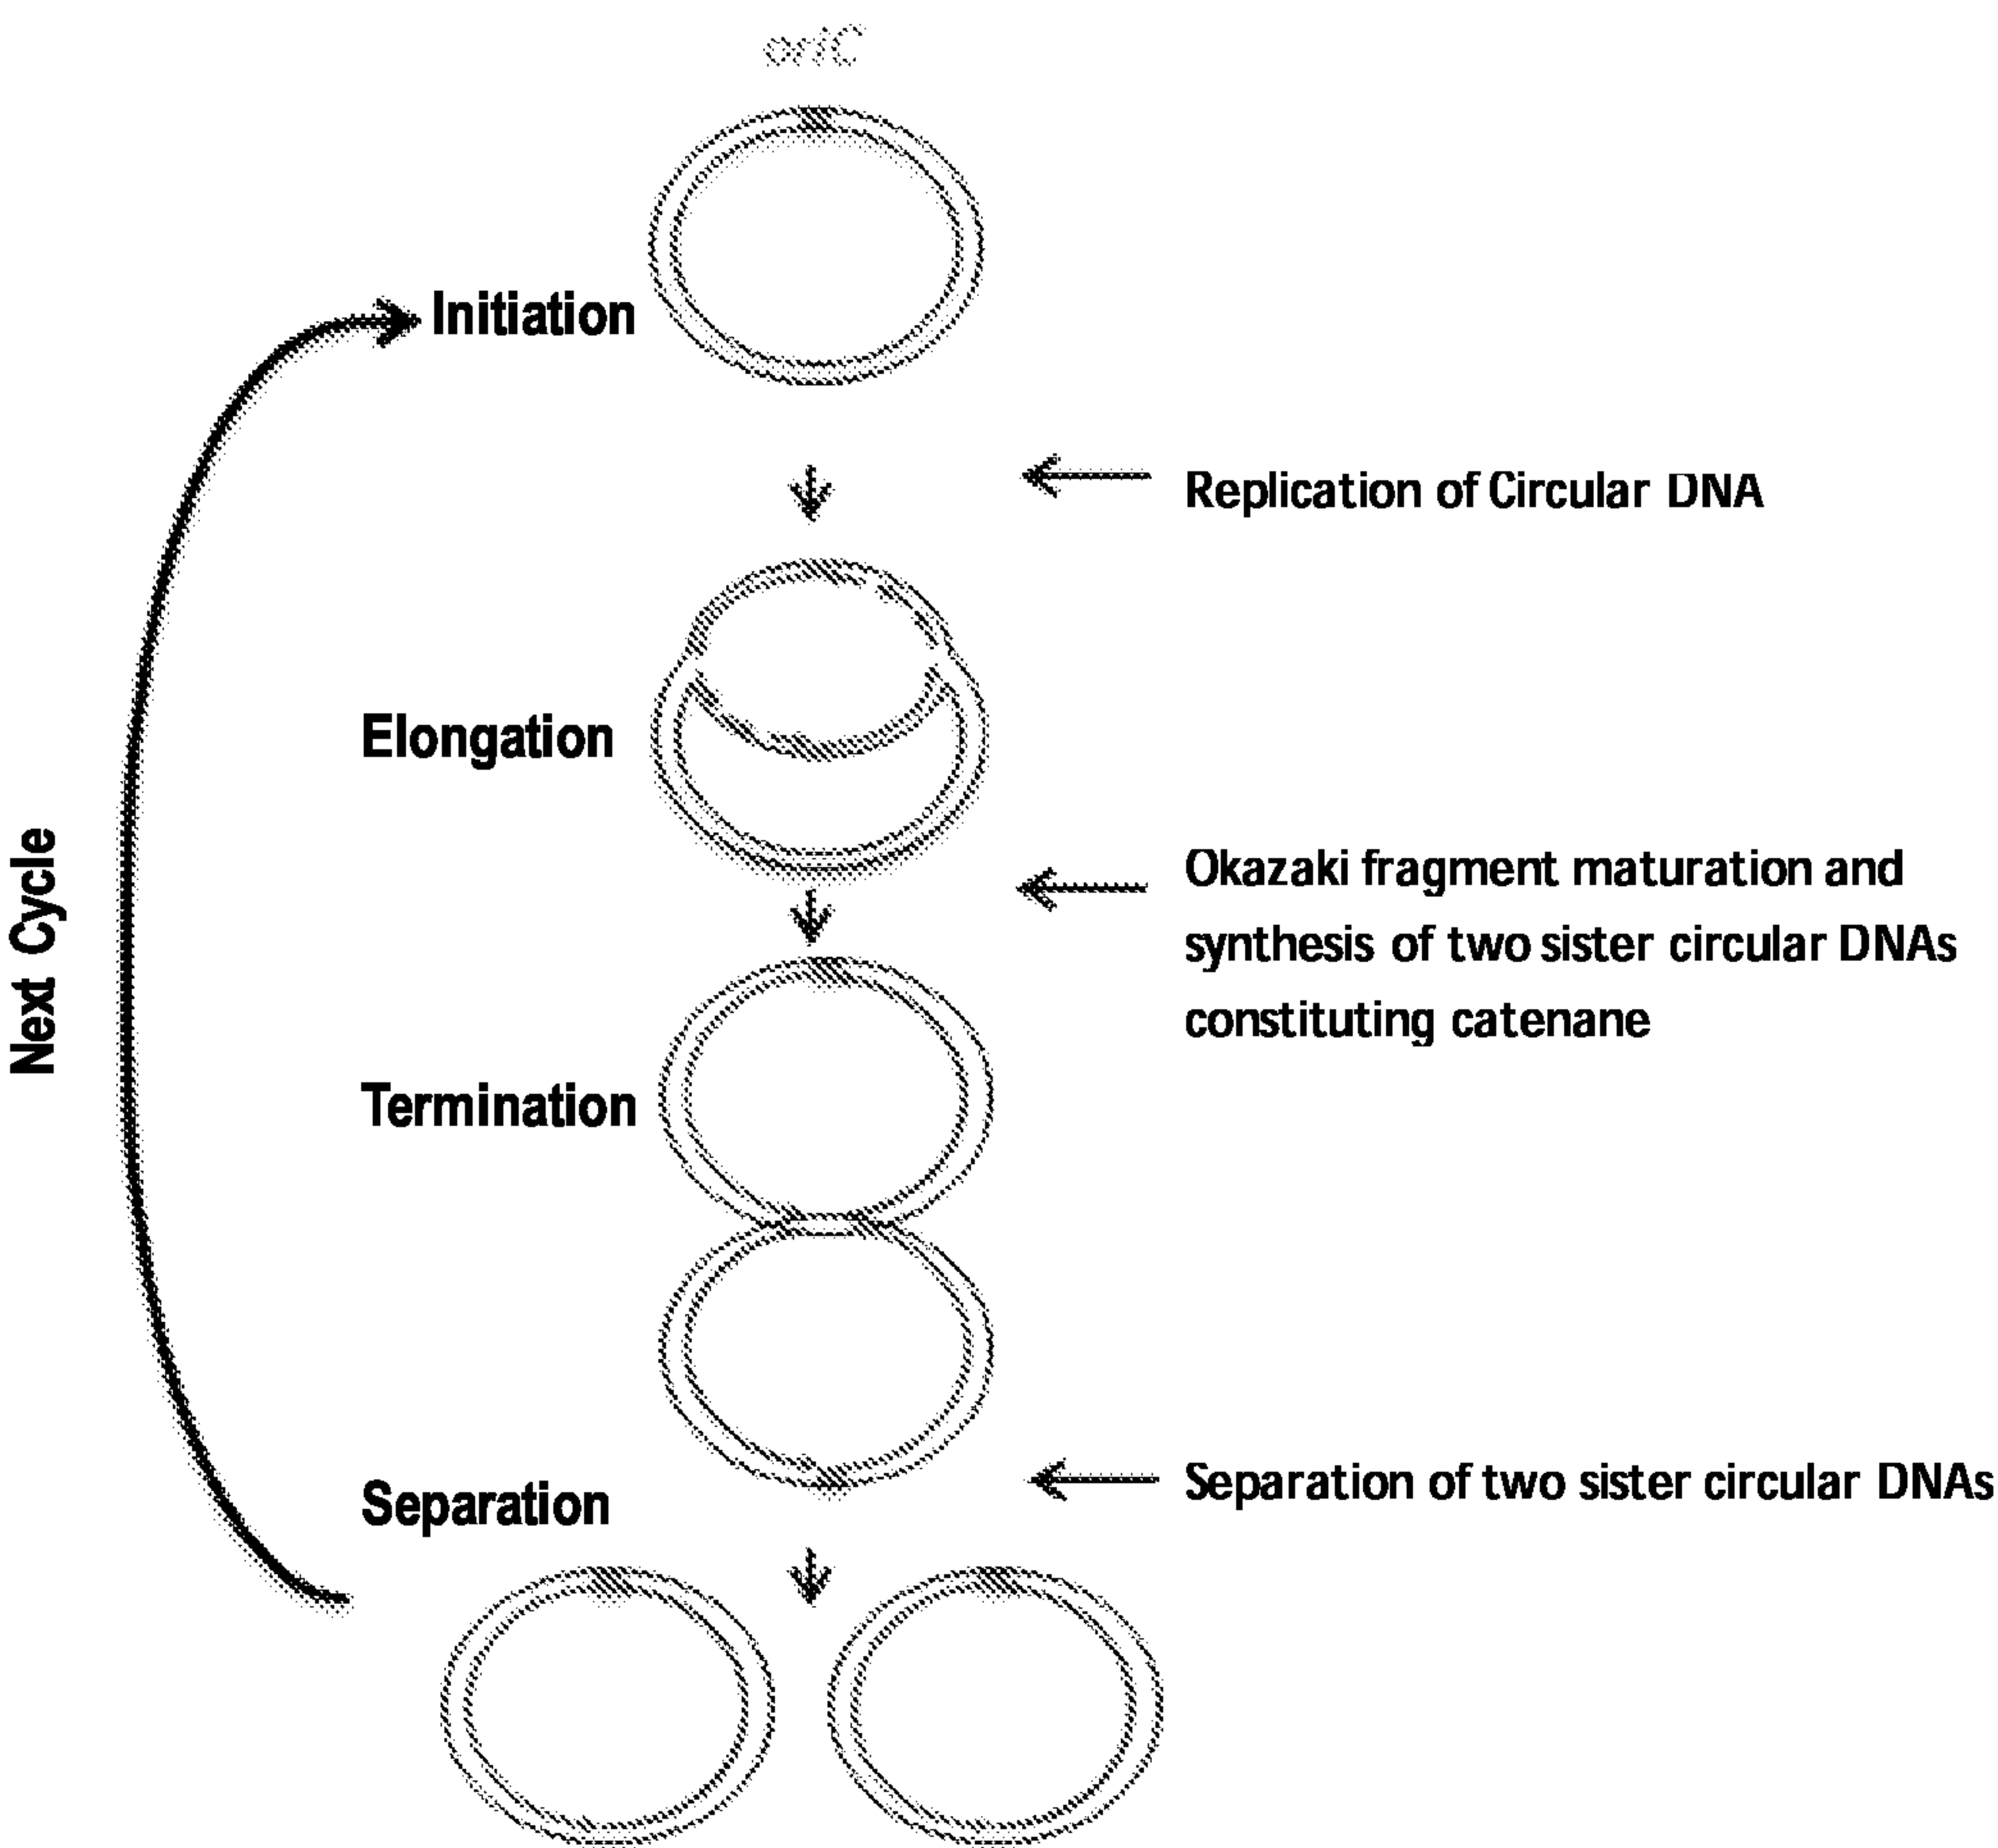 oriC
Initiation
Replication of Circular DNA
Elongation
Next Cycle
Okazaki fragment maturation and
synthesis of two sister circular DNAs
constituting catenane
Termination
Separation of two sister circular DNAs
Separation